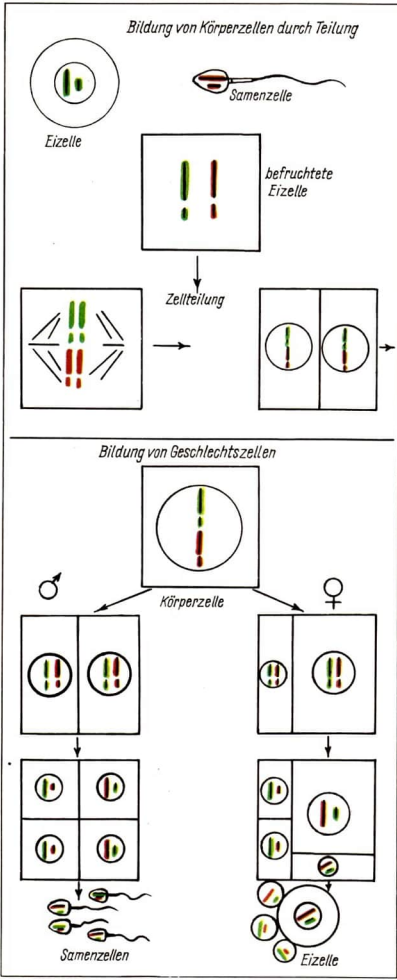 Bildung von Körperzellen durch Teilung
Eizelle
Samenzelle
befruchtete
Eizelle
Zellteilung
Bildung von Geschlechtszellen
♂
♀
Körperzelle
Samenzellen
Eizelle